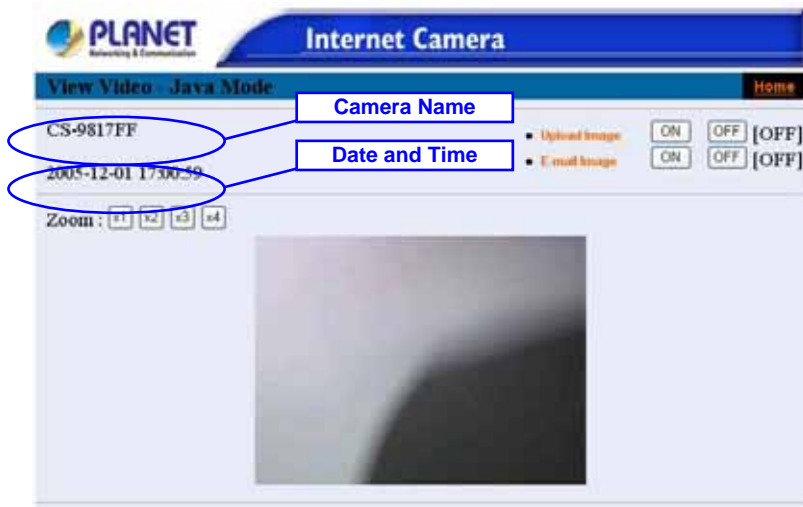 PLANET
Networking & Communication
Internet Camera
View Video - Java Mode
Home
Camera Name
CS-9817FF
Upload Image ON OFF [OFF]
Date and Time
E-mail Image ON OFF [OFF]
2005-12-01 17:00:59
Zoom : x1 x2 x3 x4